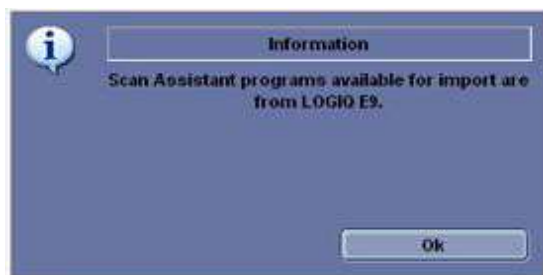 Information
Scan Assistant programs available for import are
from LOGIQ E9.
Ok